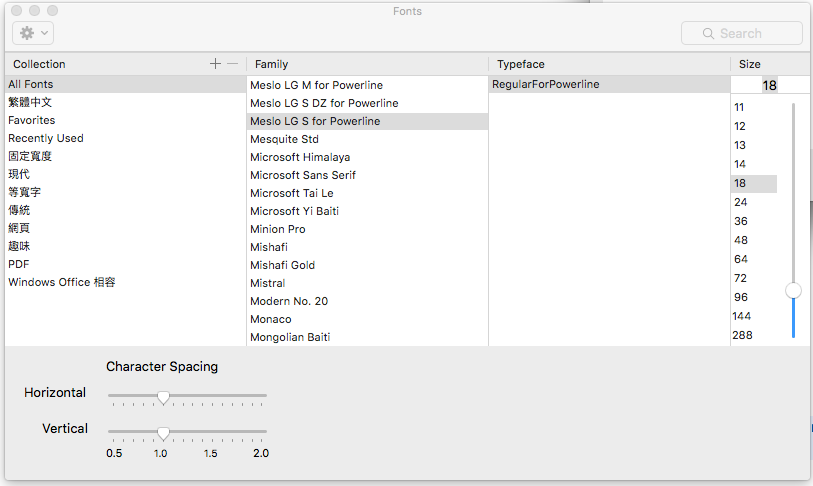 Fonts
Search
Collection
Family
Typeface
Size
All Fonts
繁體中文
Favorites
Recently Used
固定寬度
現代
等寬字
傳統
網頁
趣味
PDF
Windows Office 相容
Meslo LG M for Powerline
Meslo LG S DZ for Powerline
Meslo LG S for Powerline
Mesquite Std
Microsoft Himalaya
Microsoft Sans Serif
Microsoft Tai Le
Microsoft Yi Baiti
Minion Pro
Mishafi
Mishafi Gold
Mistral
Modern No. 20
Monaco
Mongolian Baiti
RegularForPowerline
18
11
12
13
14
18
24
36
48
64
72
96
144
288
Character Spacing
Horizontal
Vertical
0.5 1.0 1.5 2.0